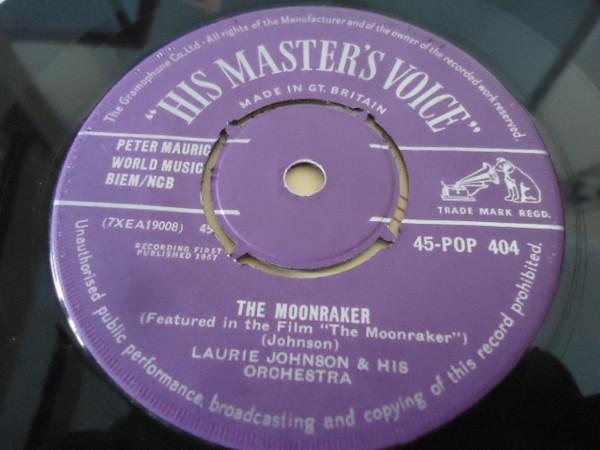 The Gramophone Co., Ltd. - All rights of the Manufacturer and of the owner of the recorded work reserved.
"HIS MASTER'S VOICE"
MADE IN GT. BRITAIN
PETER MAURIC
WORLD MUSIC
BIEM/NCB
TRADE MARK REGD.
(7XEA19008) 45
45-POP 404
RECORDING FIRST
PUBLISHED 1957
THE MOONRAKER
(Featured in the Film "The Moonraker")
(Johnson)
LAURIE JOHNSON & HIS
ORCHESTRA
Unauthorised public performance, broadcasting and copying of this record prohibited.